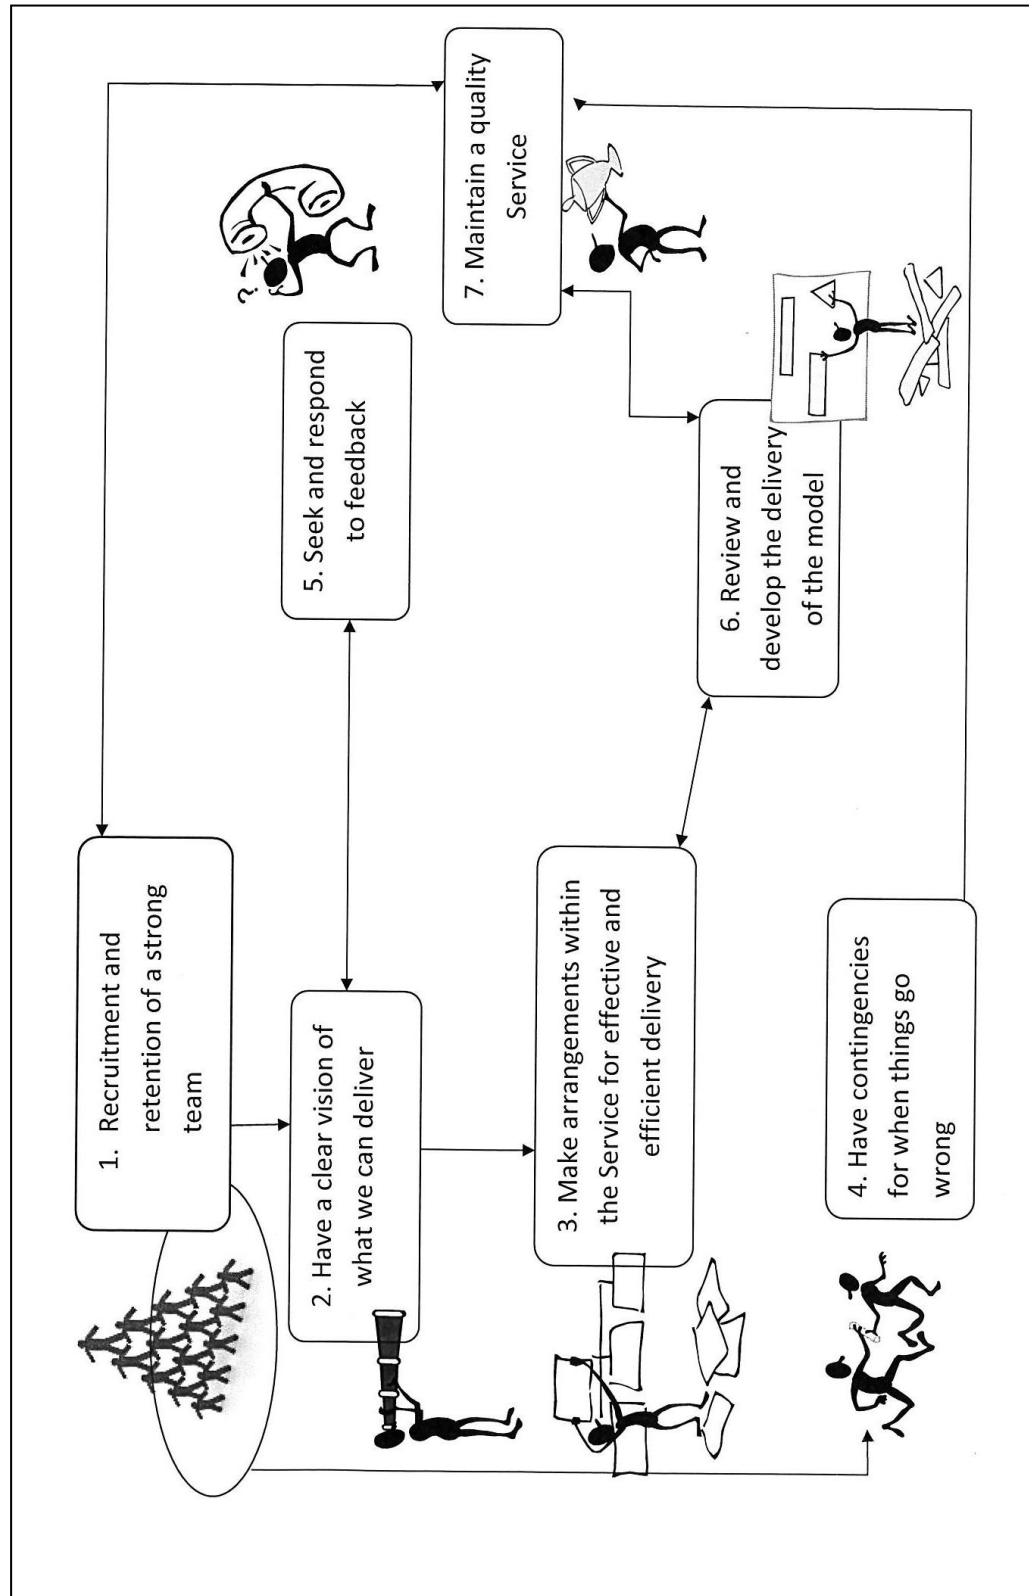 1. Recruitment and
retention of a strong
team
2. Have a clear vision of
what we can deliver
3. Make arrangements within
the Service for effective and
efficient delivery
4. Have contingencies
for when things go
wrong
5. Seek and respond
to feedback
?
6. Review and
develop the delivery
of the model
7. Maintain a quality
Service